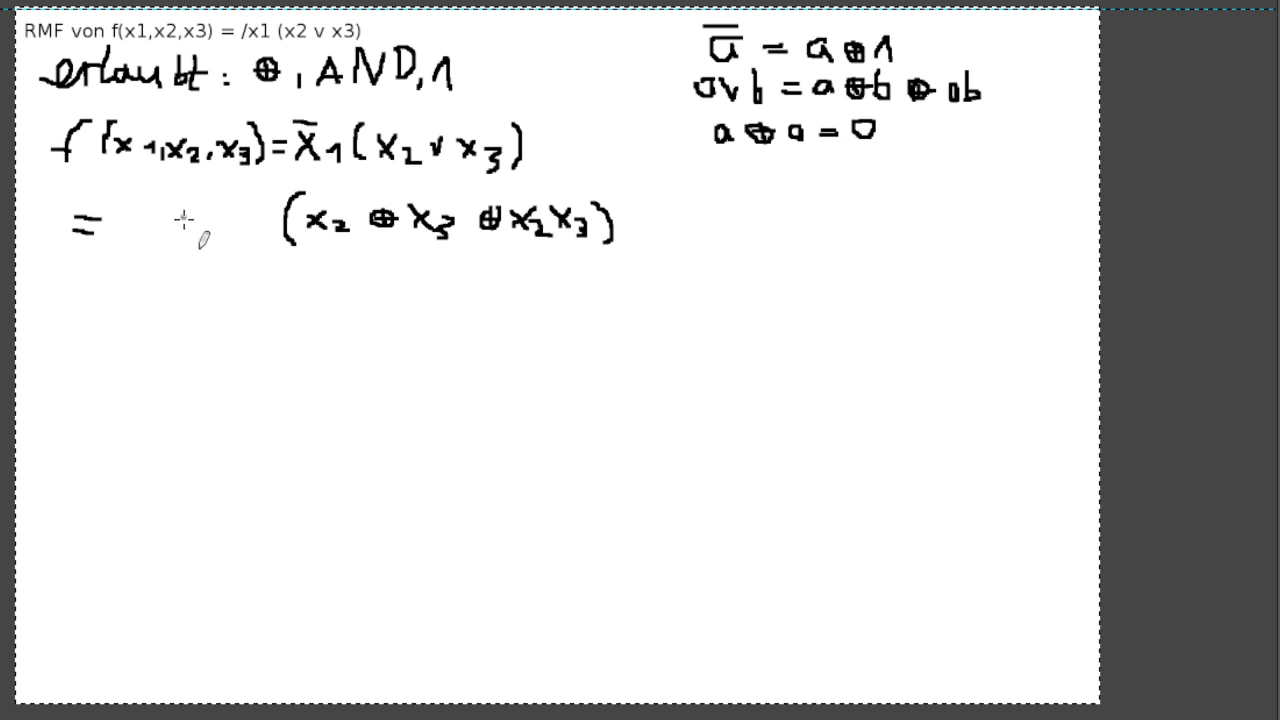 RMF von f(x1,x2,x3) = /x1 (x2 v x3)
erlaubt: ⊕, AND, 1
f(x1,x2,x3) = x̅1(x2 v x3)
= (x2 ⊕ x3 ⊕ x2x3)
a̅ = a ⊕ 1
a v b = a ⊕ b ⊕ ab
a ⊕ a = 0